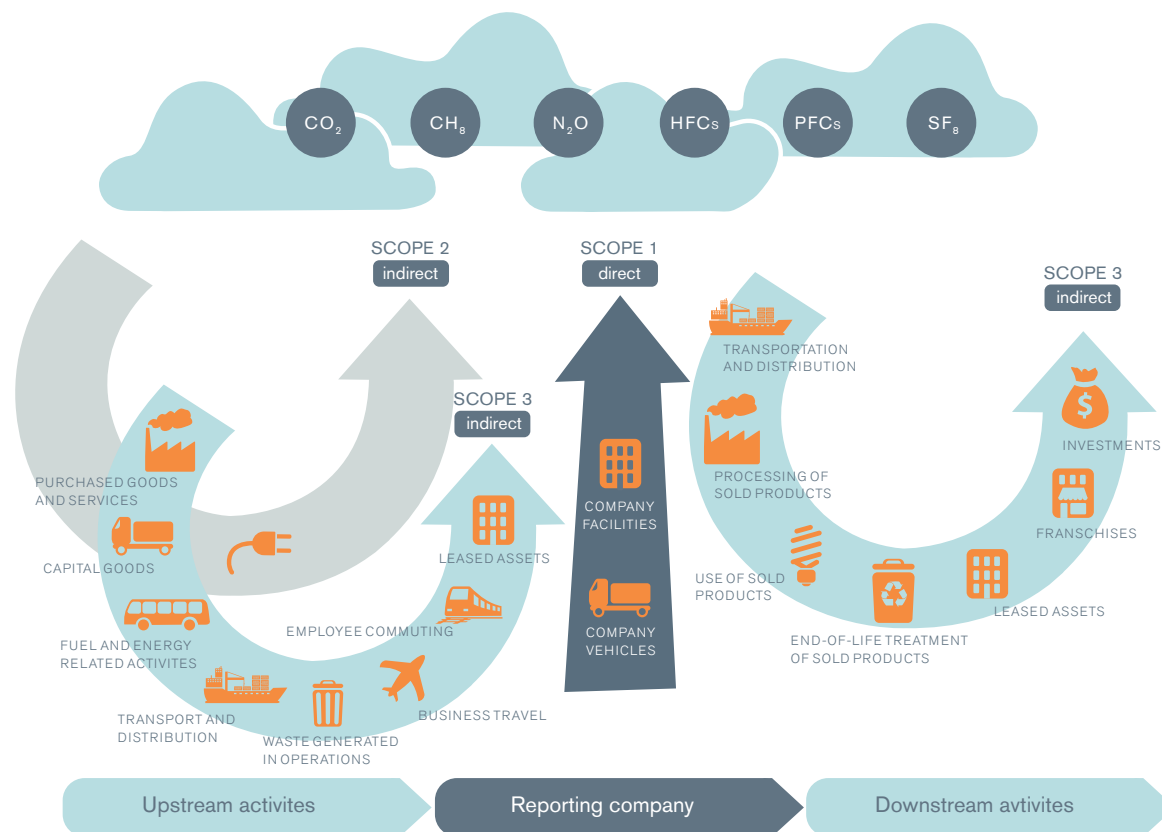 CO₂
CH₈
N₂O
HFCs
PFCs
SF₈
SCOPE 2
indirect
SCOPE 1
direct
SCOPE 3
indirect
TRANSPORTATION
AND DISTRIBUTION
SCOPE 3
indirect
$
INVESTMENTS
PURCHASED GOODS
AND SERVICES
PROCESSING OF
SOLD PRODUCTS
COMPANY
FACILITIES
FRANSCHISES
LEASED ASSETS
CAPITAL GOODS
USE OF SOLD
PRODUCTS
LEASED ASSETS
EMPLOYEE COMMUTING
COMPANY
VEHICLES
FUEL AND ENERGY
RELATED ACTIVITES
END-OF-LIFE TREATMENT
OF SOLD PRODUCTS
TRANSPORT AND
DISTRIBUTION
BUSINESS TRAVEL
WASTE GENERATED
IN OPERATIONS
Upstream activites
Reporting company
Downstream avtivites